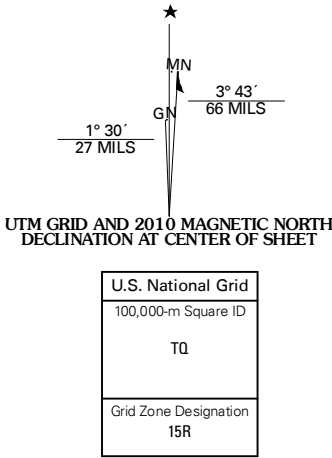 MN
3° 43´
66 MILS
GN
1° 30´
27 MILS
UTM GRID AND 2010 MAGNETIC NORTH
DECLINATION AT CENTER OF SHEET
U.S. National Grid
100,000-m Square ID
TQ
Grid Zone Designation
15R